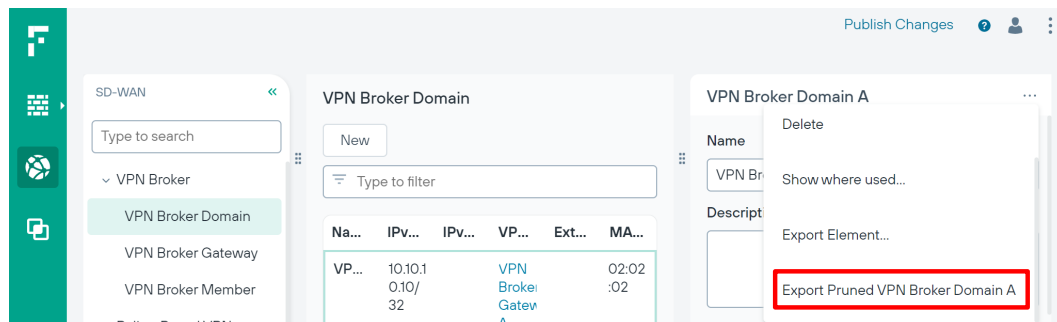 Publish Changes
SD-WAN
Type to search
VPN Broker
VPN Broker Domain
VPN Broker Gateway
VPN Broker Member
VPN Broker Domain
New
Type to filter
Na... IPv... IPv... VP... Ext... MA...
VP... 10.10.1 VPN 02:02
0.10/ Broker :02
32 Gatew
VPN Broker Domain A
Name
VPN Br
Descript
Delete
Show where used...
Export Element...
Export Pruned VPN Broker Domain A